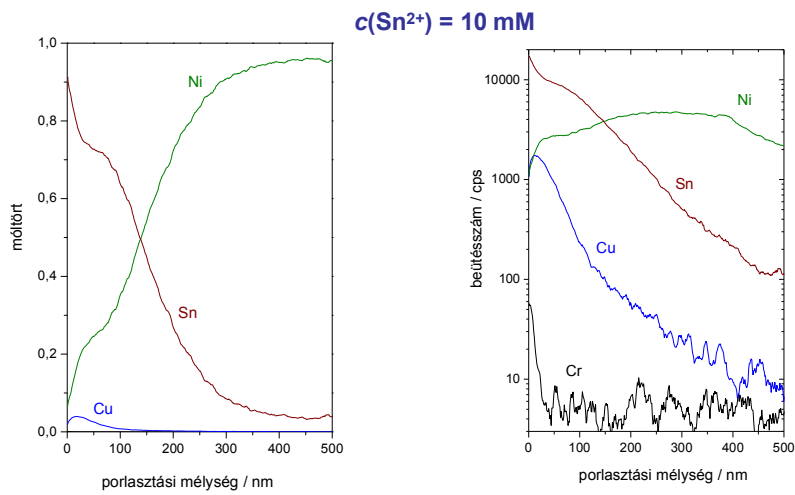 c(Sn²⁺) = 10 mM
1,0
0,8
0,6
0,4
0,2
0,0
móltört
Ni
Sn
Cu
0 100 200 300 400 500
porlasztási mélység / nm
10000
1000
100
10
beütésszám / cps
Ni
Sn
Cu
Cr
0 100 200 300 400 500
porlasztási mélység / nm